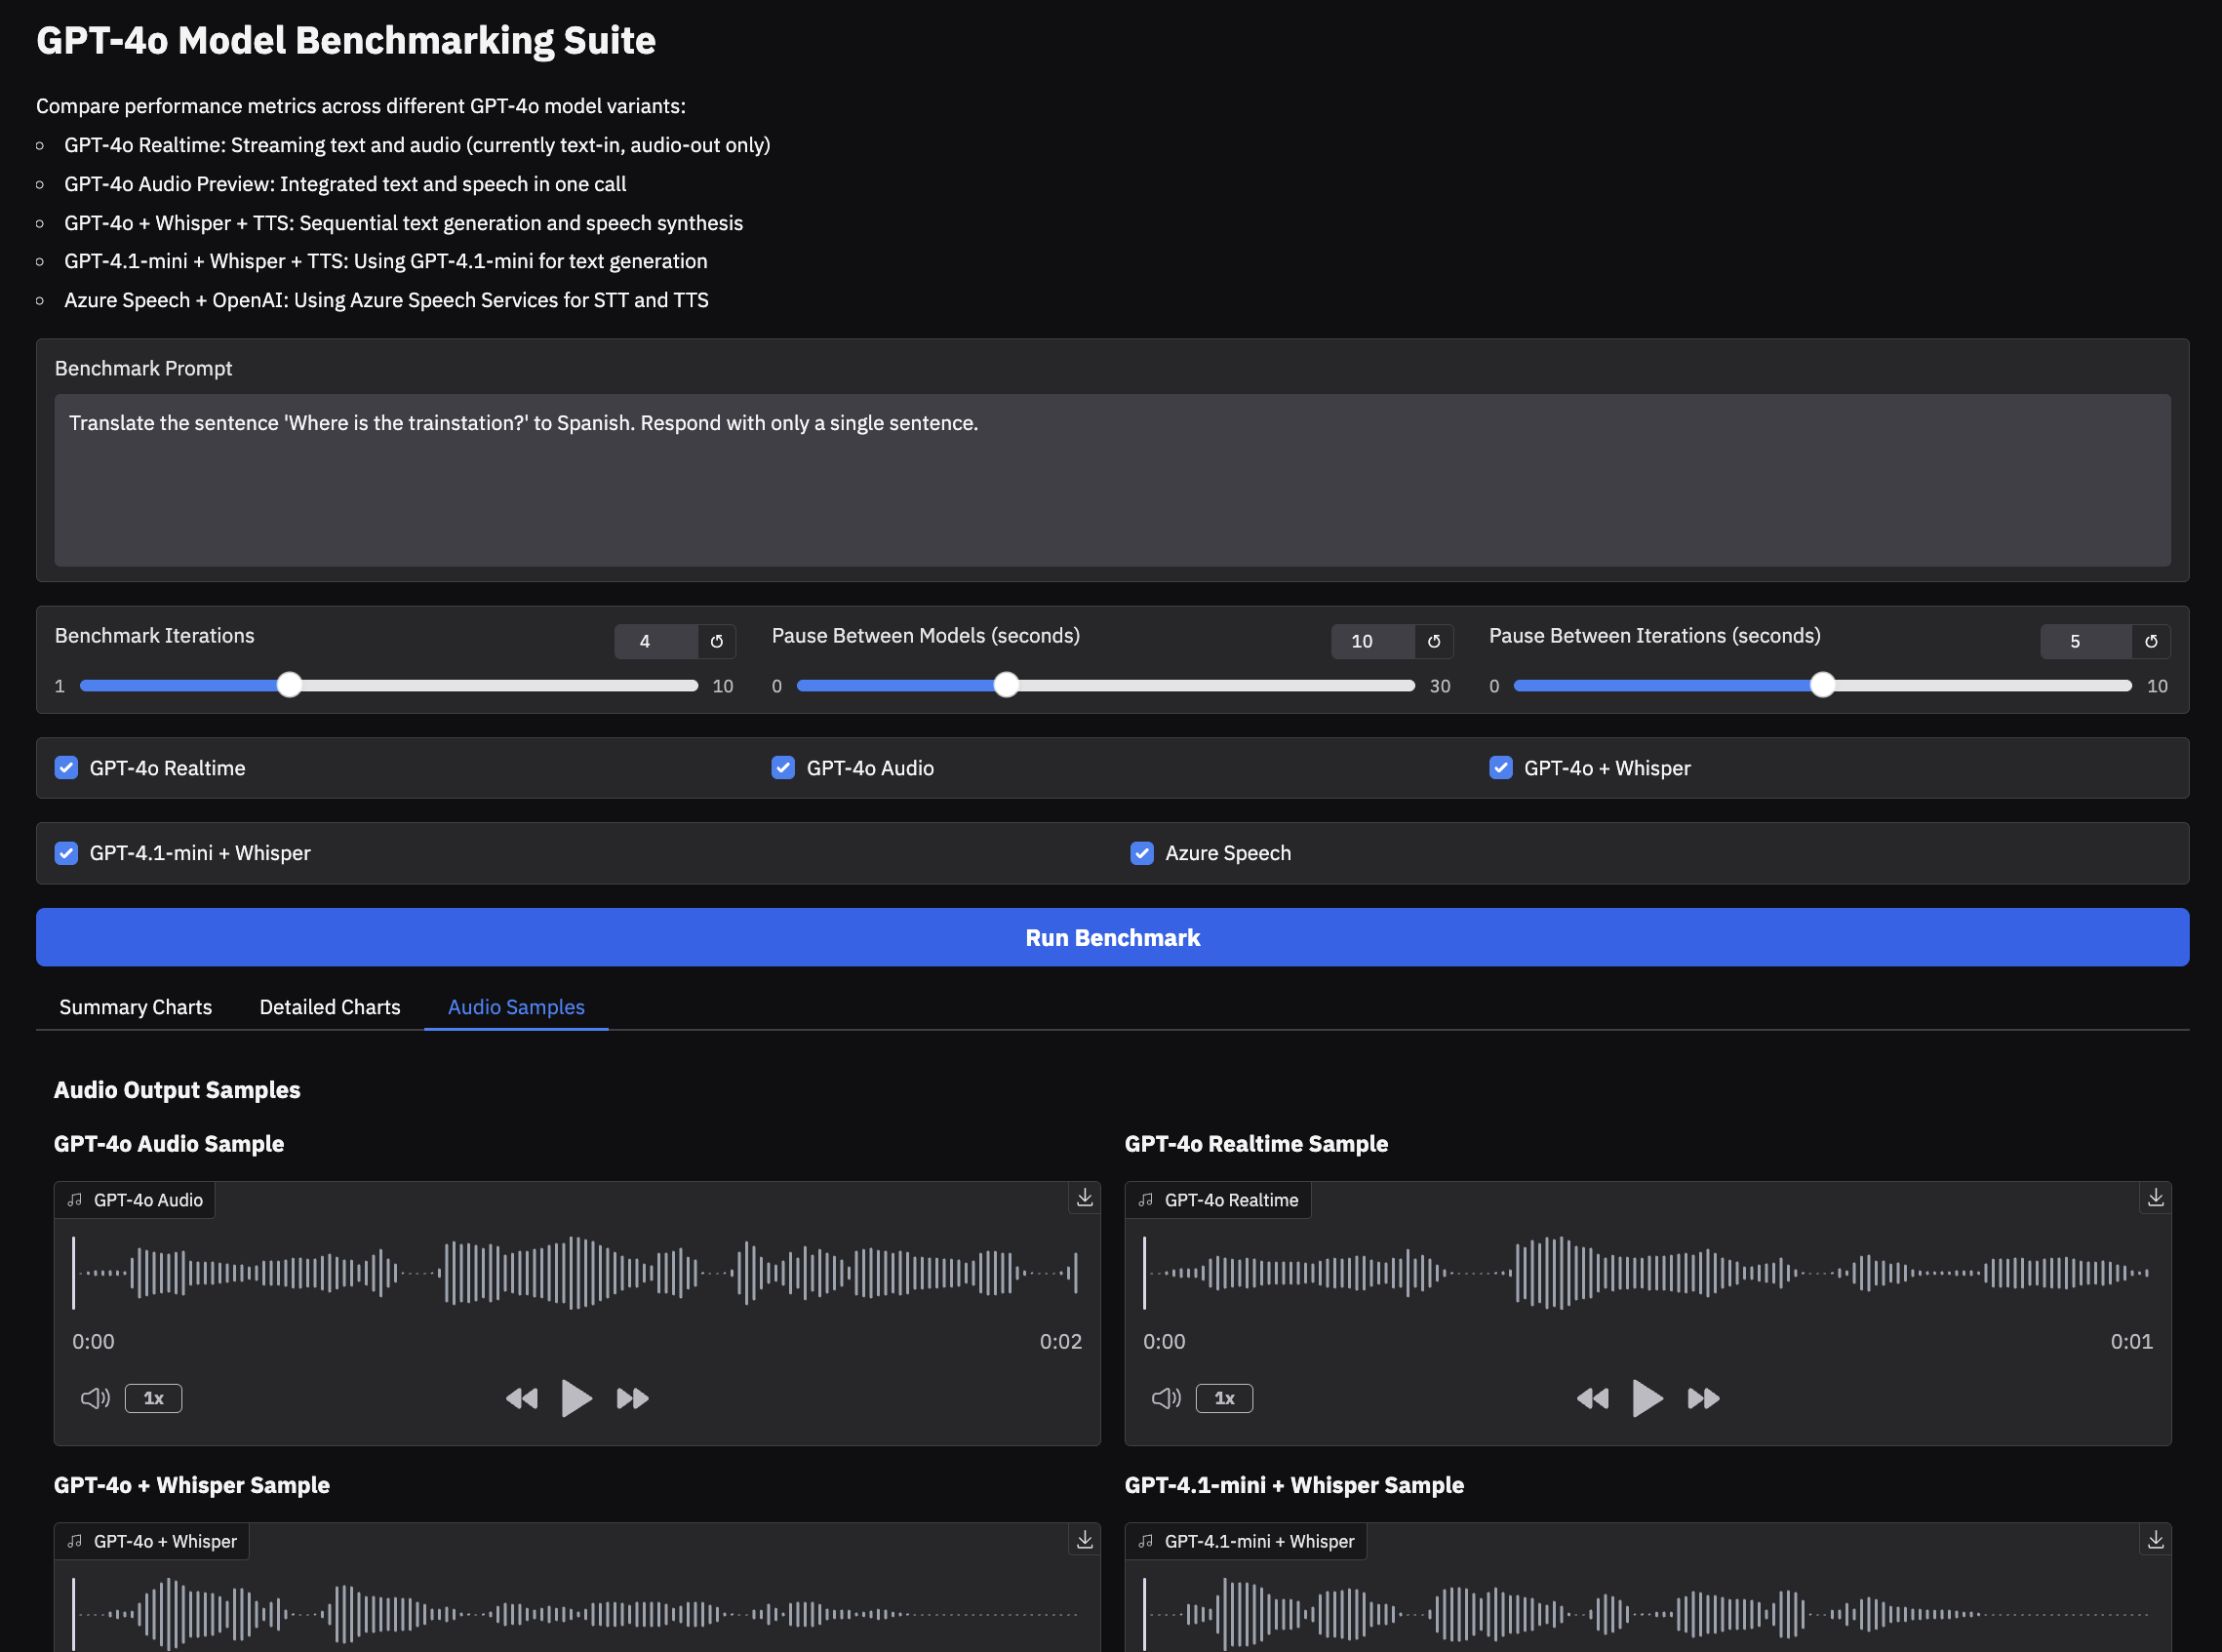 GPT-4o Model Benchmarking Suite
Compare performance metrics across different GPT-4o model variants:
GPT-4o Realtime: Streaming text and audio (currently text-in, audio-out only)
GPT-4o Audio Preview: Integrated text and speech in one call
GPT-4o + Whisper + TTS: Sequential text generation and speech synthesis
GPT-4.1-mini + Whisper + TTS: Using GPT-4.1-mini for text generation
Azure Speech + OpenAI: Using Azure Speech Services for STT and TTS
Benchmark Prompt
Translate the sentence 'Where is the trainstation?' to Spanish. Respond with only a single sentence.
Benchmark Iterations 4 Pause Between Models (seconds) 10 Pause Between Iterations (seconds) 5
1 10 0 30 0 10
GPT-4o Realtime GPT-4o Audio GPT-4o + Whisper
GPT-4.1-mini + Whisper Azure Speech
Run Benchmark
Summary Charts Detailed Charts Audio Samples
Audio Output Samples
GPT-4o Audio Sample GPT-4o Realtime Sample
GPT-4o Audio GPT-4o Realtime
0:00 0:02 0:00 0:01
1x 1x
GPT-4o + Whisper Sample GPT-4.1-mini + Whisper Sample
GPT-4o + Whisper GPT-4.1-mini + Whisper